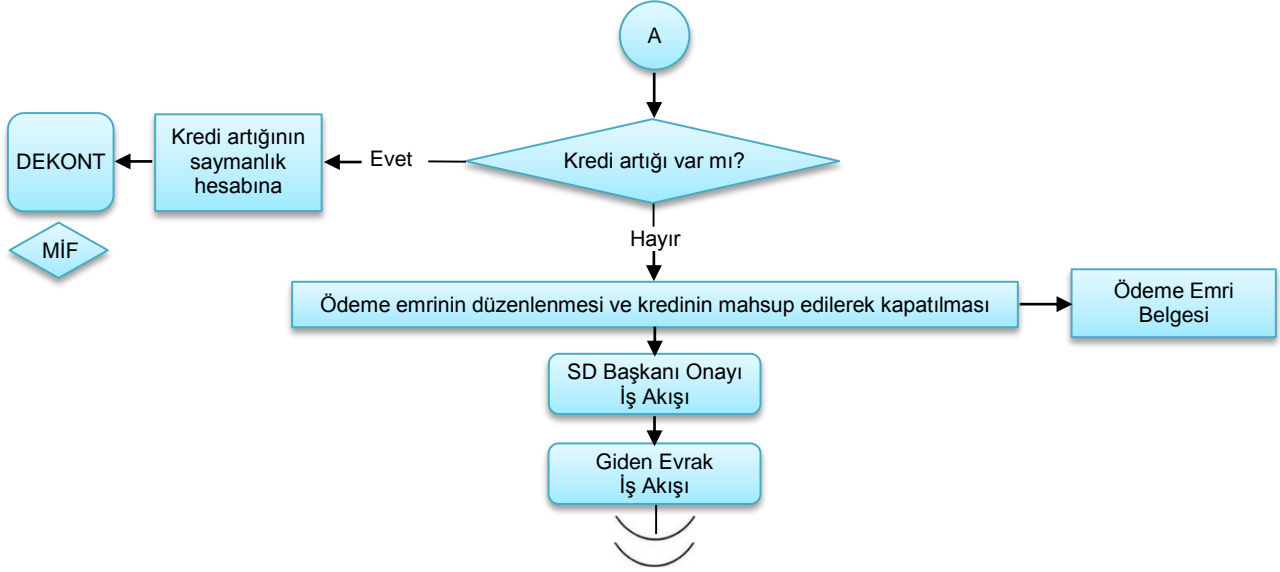 A
Kredi artığı var mı?
Evet
Kredi artığının
saymanlık
hesabına
DEKONT
MİF
Hayır
Ödeme emrinin düzenlenmesi ve kredinin mahsup edilerek kapatılması
Ödeme Emri
Belgesi
SD Başkanı Onayı
İş Akışı
Giden Evrak
İş Akışı